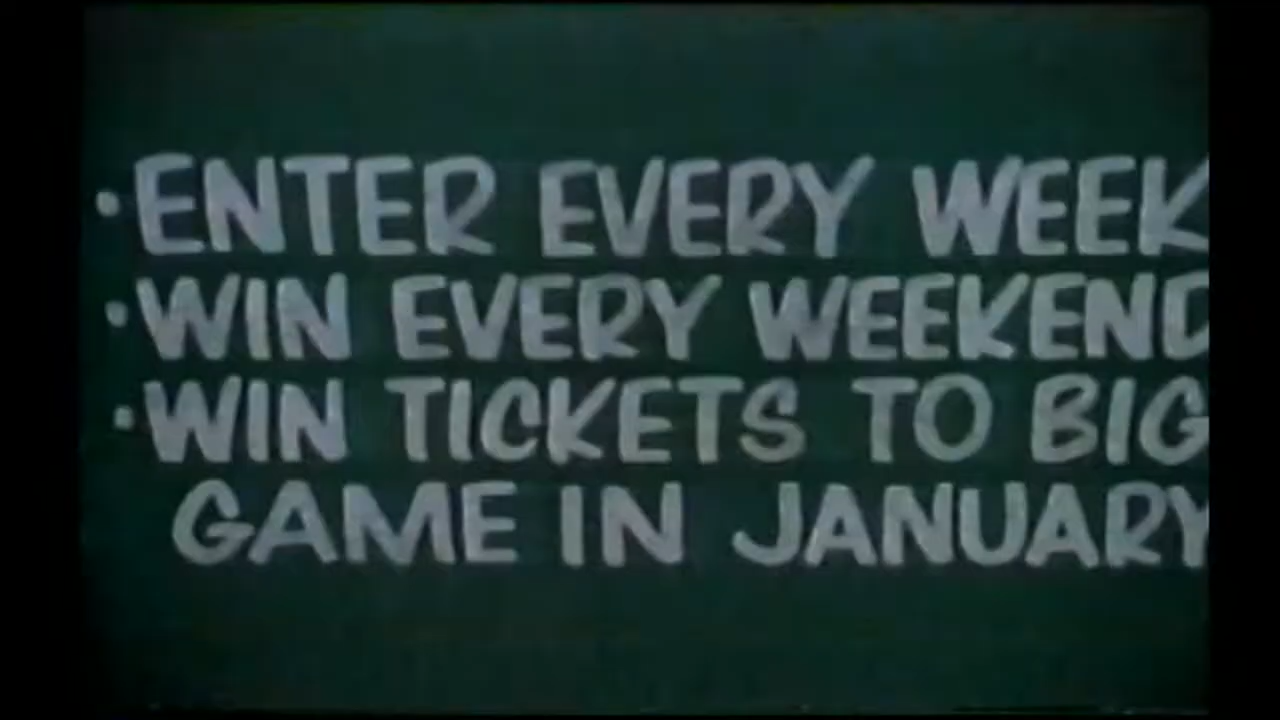 •ENTER EVERY WEEK
•WIN EVERY WEEKEND
•WIN TICKETS TO BIG
GAME IN JANUARY